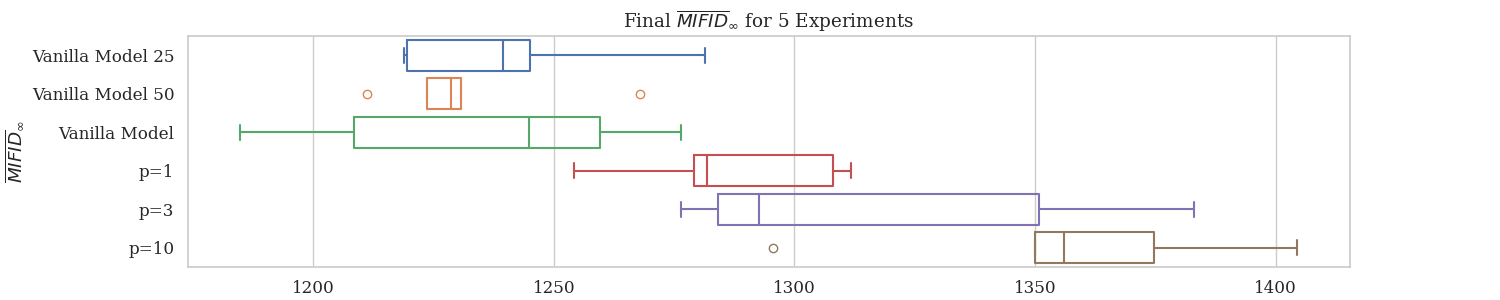 Final $\overline{MIFID}_\infty$ for 5 Experiments
$\overline{MIFID}_\infty$
Vanilla Model 25
Vanilla Model 50
Vanilla Model
p=1
p=3
p=10
1200 1250 1300 1350 1400